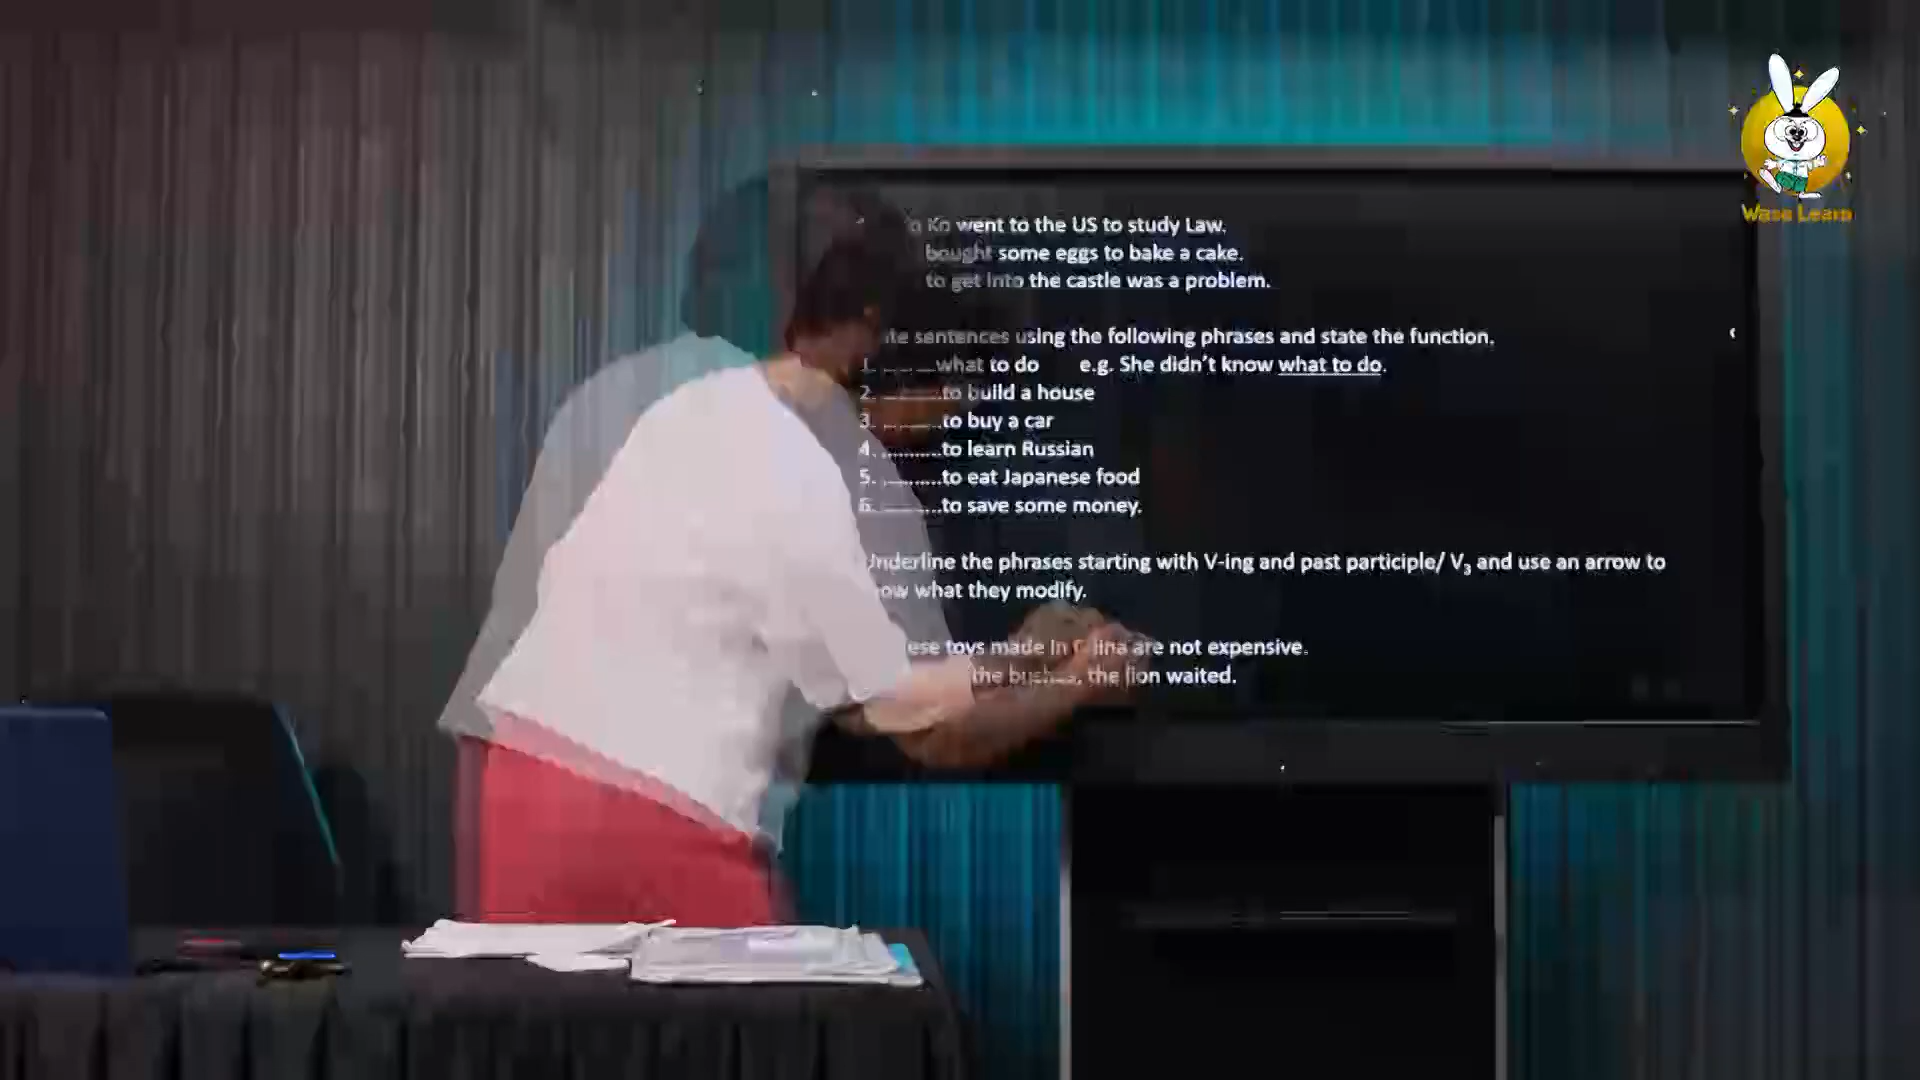 Ko went to the US to study Law.
bought some eggs to bake a cake.
to get into the castle was a problem.
sentences using the following phrases and state the function.
1. ..........what to do e.g. She didn't know what to do.
2. ..........to build a house
3. ..........to buy a car
4. ..........to learn Russian
5. ..........to eat Japanese food
6. ..........to save some money.
Underline the phrases starting with V-ing and past participle/ V₃ and use an arrow to
what they modify.
toys made in China are not expensive.
the bushes, the lion waited.
Wasa Learn